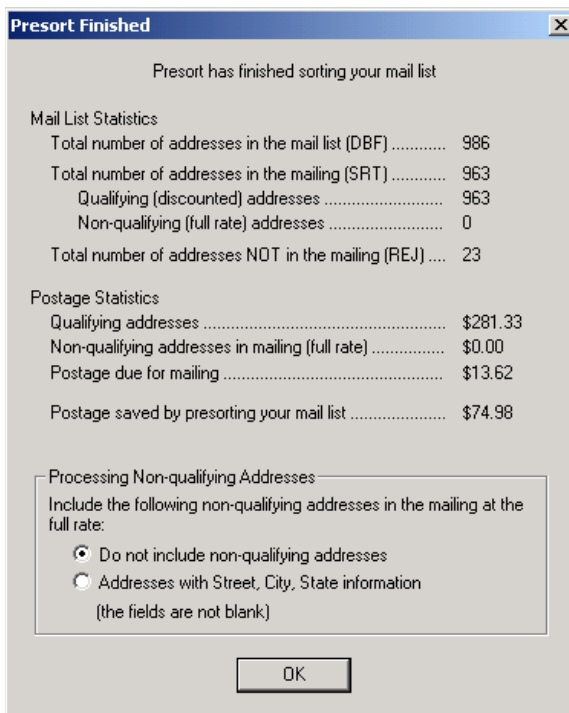 Presort Finished
Presort has finished sorting your mail list
Mail List Statistics
Total number of addresses in the mail list (DBF) ........... 986
Total number of addresses in the mailing (SRT) ........... 963
Qualifying (discounted) addresses ........................ 963
Non-qualifying (full rate) addresses ....................... 0
Total number of addresses NOT in the mailing (REJ) .... 23
Postage Statistics
Qualifying addresses ................................................. $281.33
Non-qualifying addresses in mailing (full rate) ............... $0.00
Postage due for mailing ............................................. $13.62
Postage saved by presorting your mail list .................... $74.98
Processing Non-qualifying Addresses
Include the following non-qualifying addresses in the mailing at the
full rate:
Do not include non-qualifying addresses
Addresses with Street, City, State information
(the fields are not blank)
OK